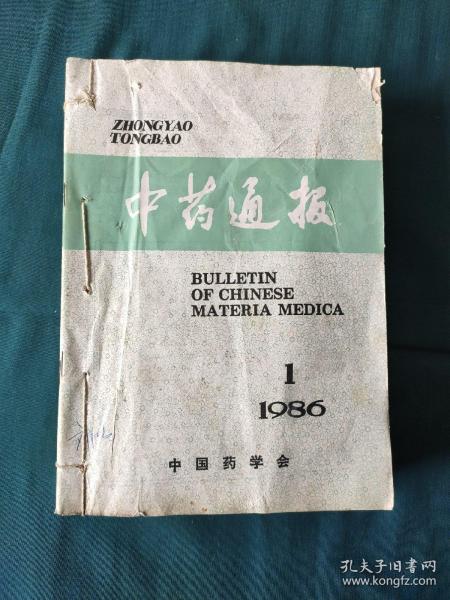 ZHONGYAO
TONGBAO
中药通报
BULLETIN
OF CHINESE
MATERIA MEDICA
1
1986
中国药学会
孔夫子旧书网
www.kongfz.com